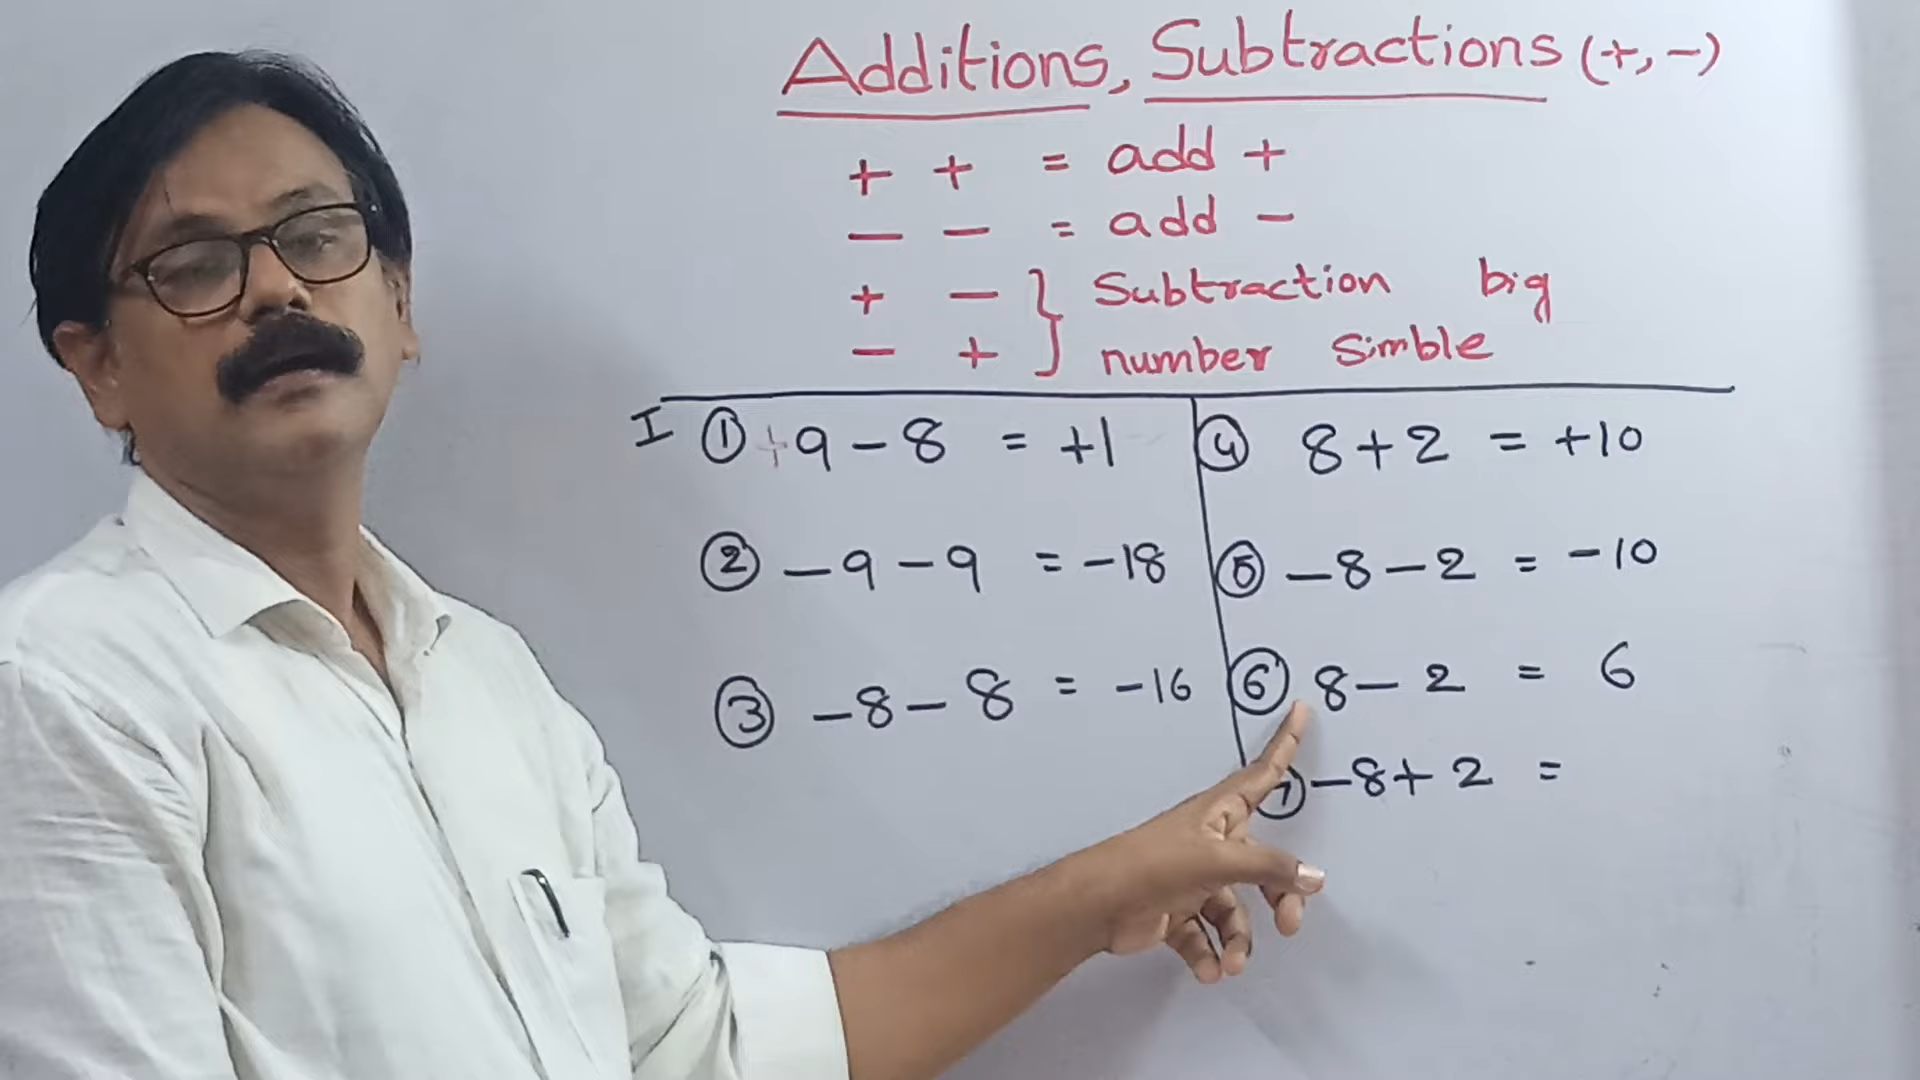 Additions, Subtractions (+, -)
+ + = add +
- - = add -
+ - } Subtraction big
- + number Simble
I ① +9 - 8 = +1
② -9 - 9 = -18
③ -8 - 8 = -16
④ 8 + 2 = +10
⑤ -8 - 2 = -10
⑥ 8 - 2 = 6
⑦ -8 + 2 =